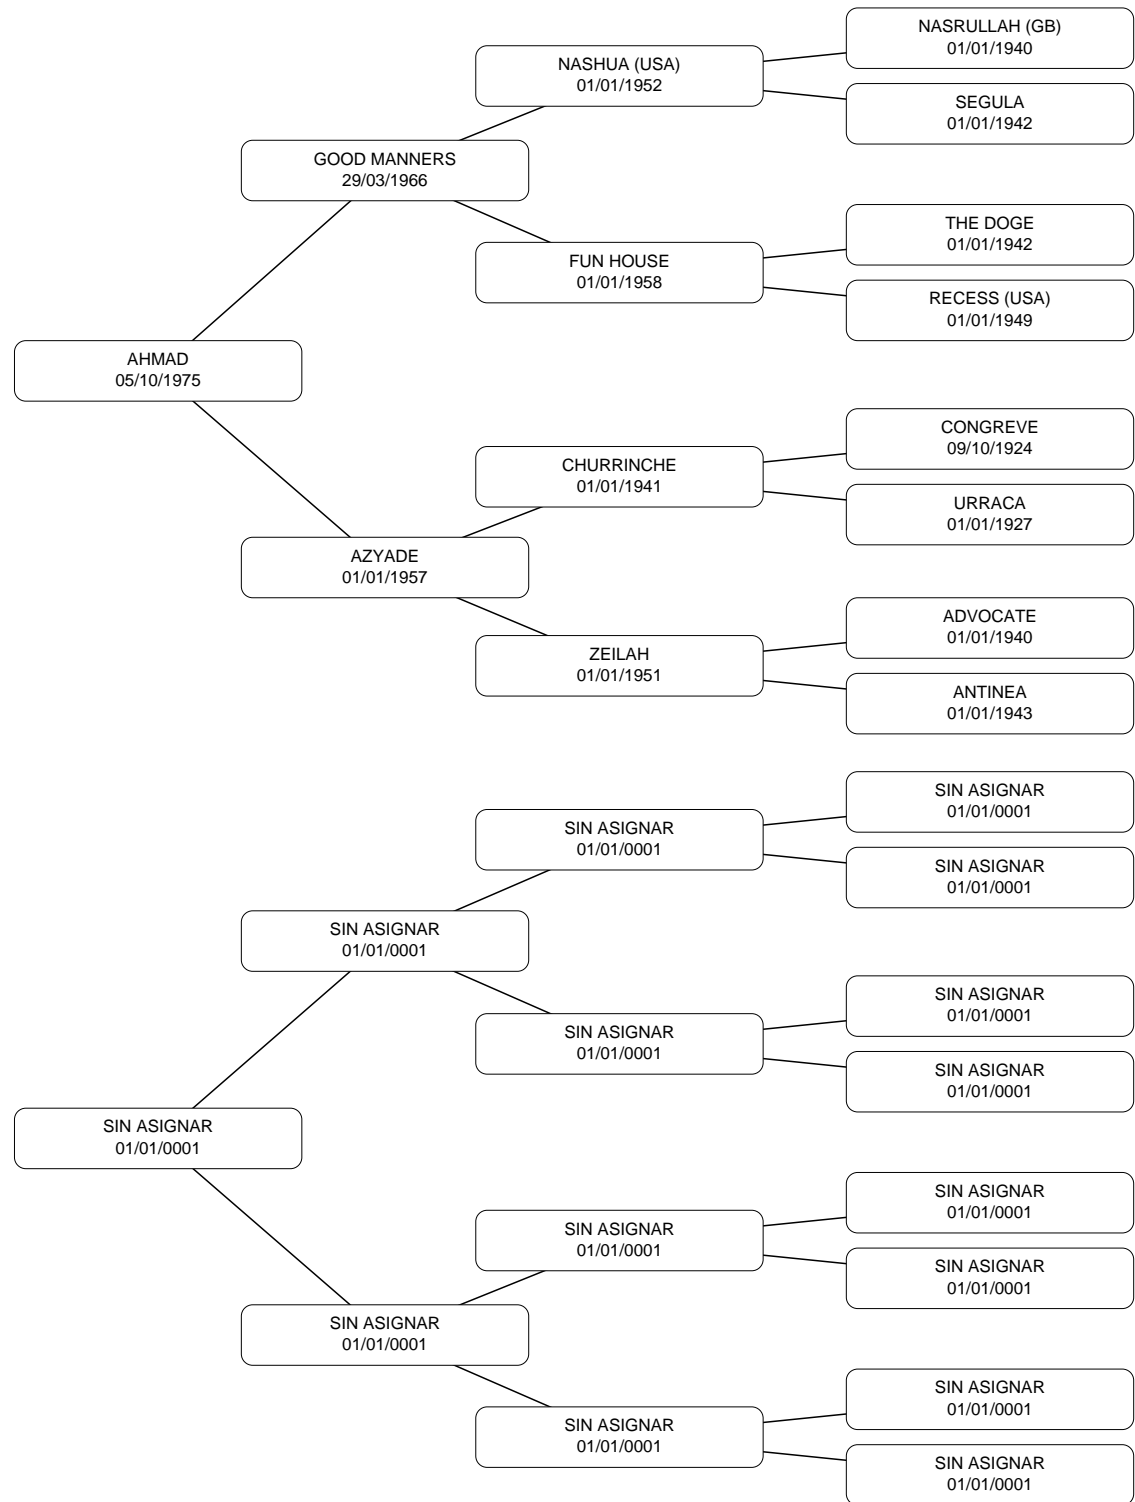 NASRULLAH (GB)
01/01/1940
NASHUA (USA)
01/01/1952
SEGULA
01/01/1942
GOOD MANNERS
29/03/1966
THE DOGE
01/01/1942
FUN HOUSE
01/01/1958
RECESS (USA)
01/01/1949
AHMAD
05/10/1975
CONGREVE
09/10/1924
CHURRINCHE
01/01/1941
URRACA
01/01/1927
AZYADE
01/01/1957
ADVOCATE
01/01/1940
ZEILAH
01/01/1951
ANTINEA
01/01/1943
SIN ASIGNAR
01/01/0001
SIN ASIGNAR
01/01/0001
SIN ASIGNAR
01/01/0001
SIN ASIGNAR
01/01/0001
SIN ASIGNAR
01/01/0001
SIN ASIGNAR
01/01/0001
SIN ASIGNAR
01/01/0001
SIN ASIGNAR
01/01/0001
SIN ASIGNAR
01/01/0001
SIN ASIGNAR
01/01/0001
SIN ASIGNAR
01/01/0001
SIN ASIGNAR
01/01/0001
SIN ASIGNAR
01/01/0001
SIN ASIGNAR
01/01/0001
SIN ASIGNAR
01/01/0001